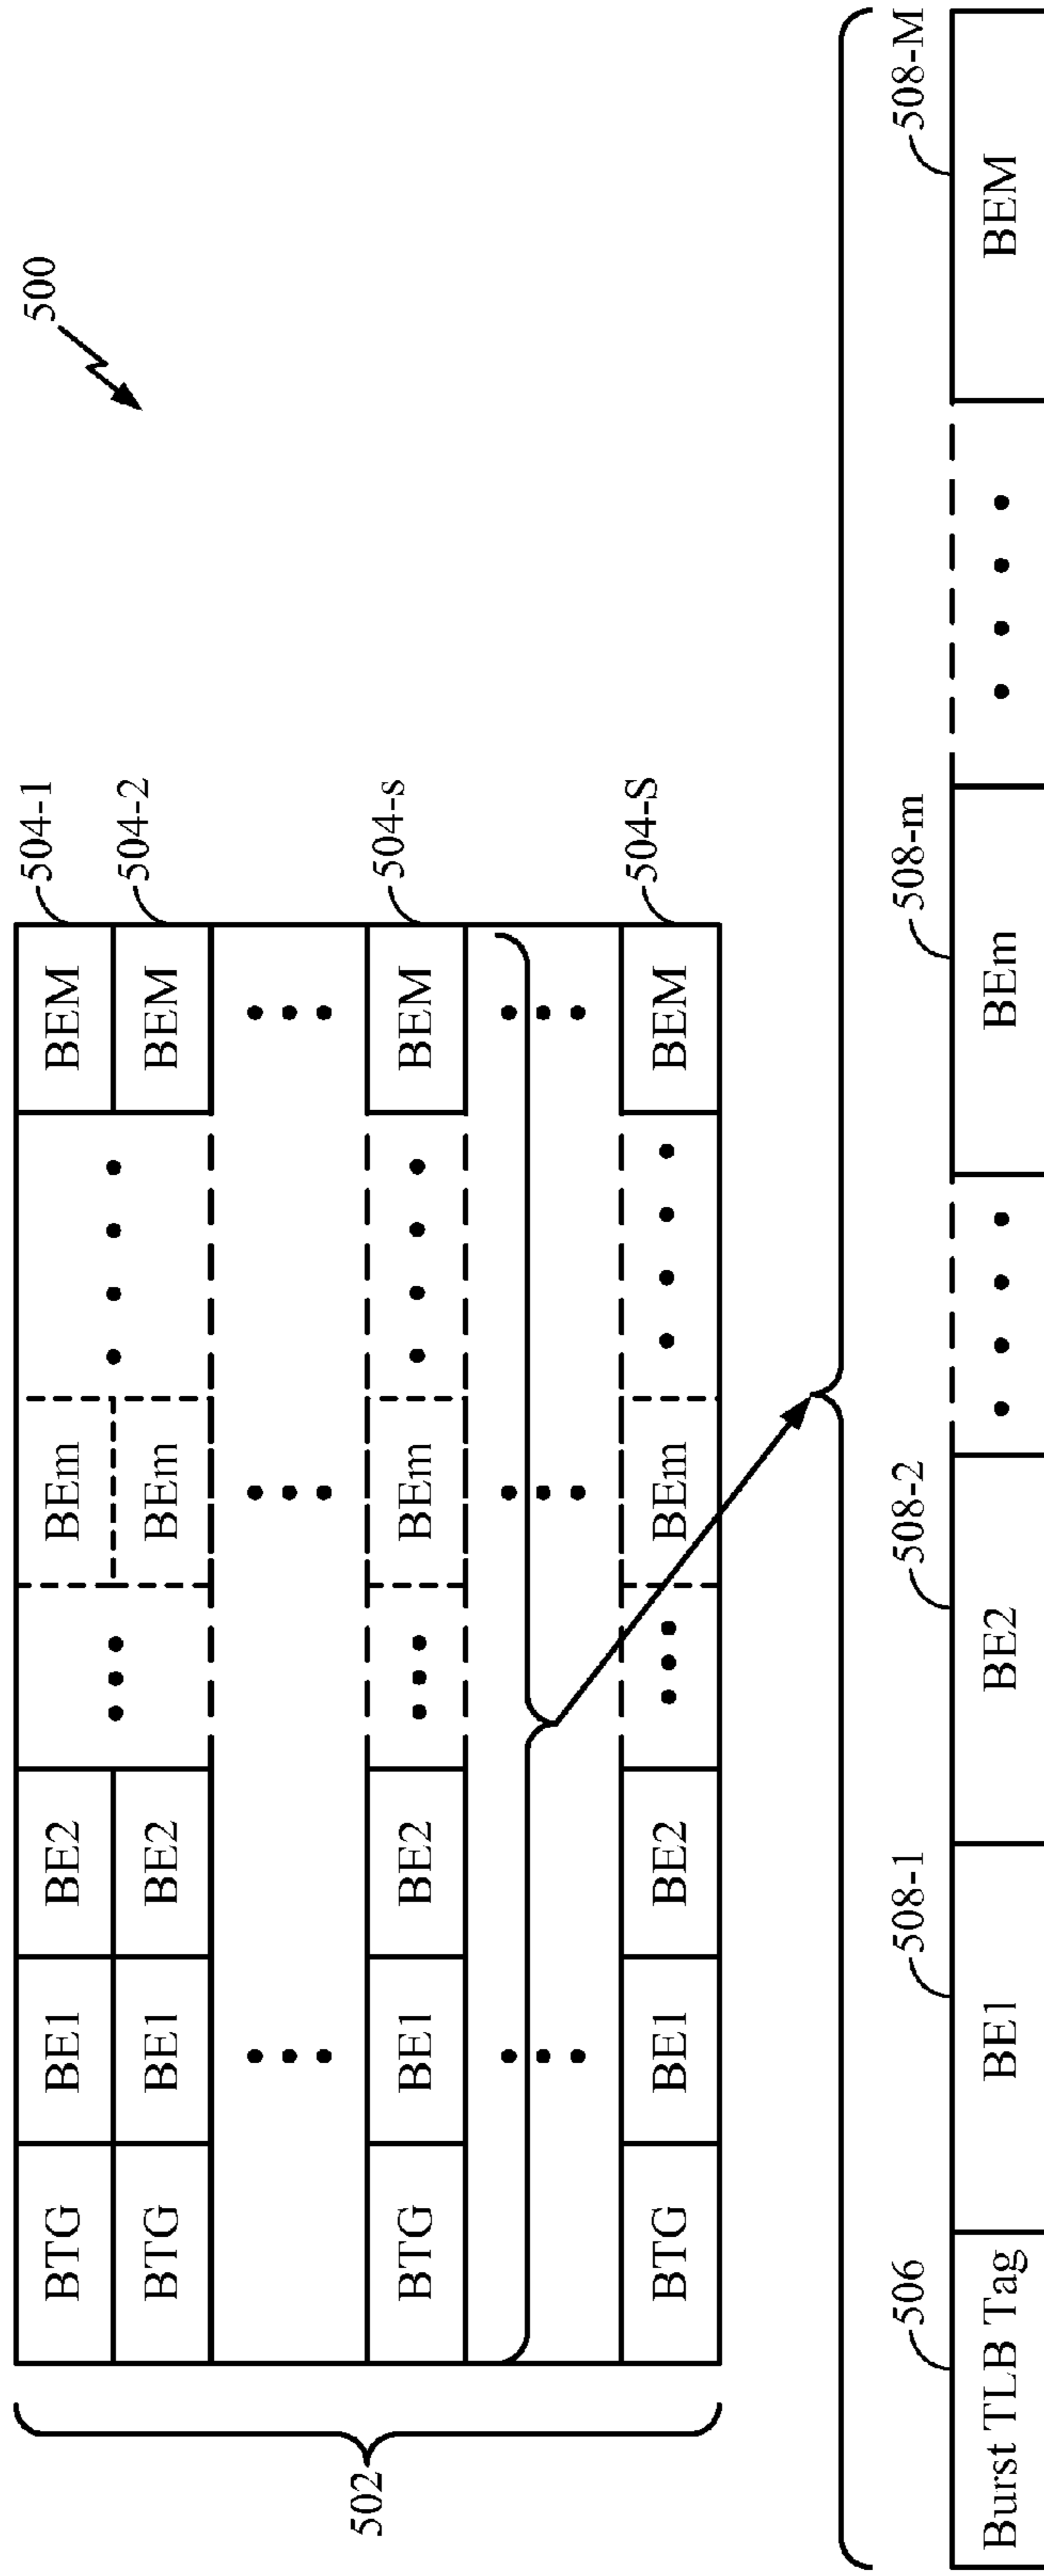 500
502
BTG BE1 BE2 BEm BEM 504-1
BTG BE1 BE2 BEm BEM 504-2
BTG BE1 BE2 BEm BEM 504-s
BTG BE1 BE2 BEm BEM 504-S
506 508-1 508-2 508-m 508-M
Burst TLB Tag BE1 BE2 BEm BEM